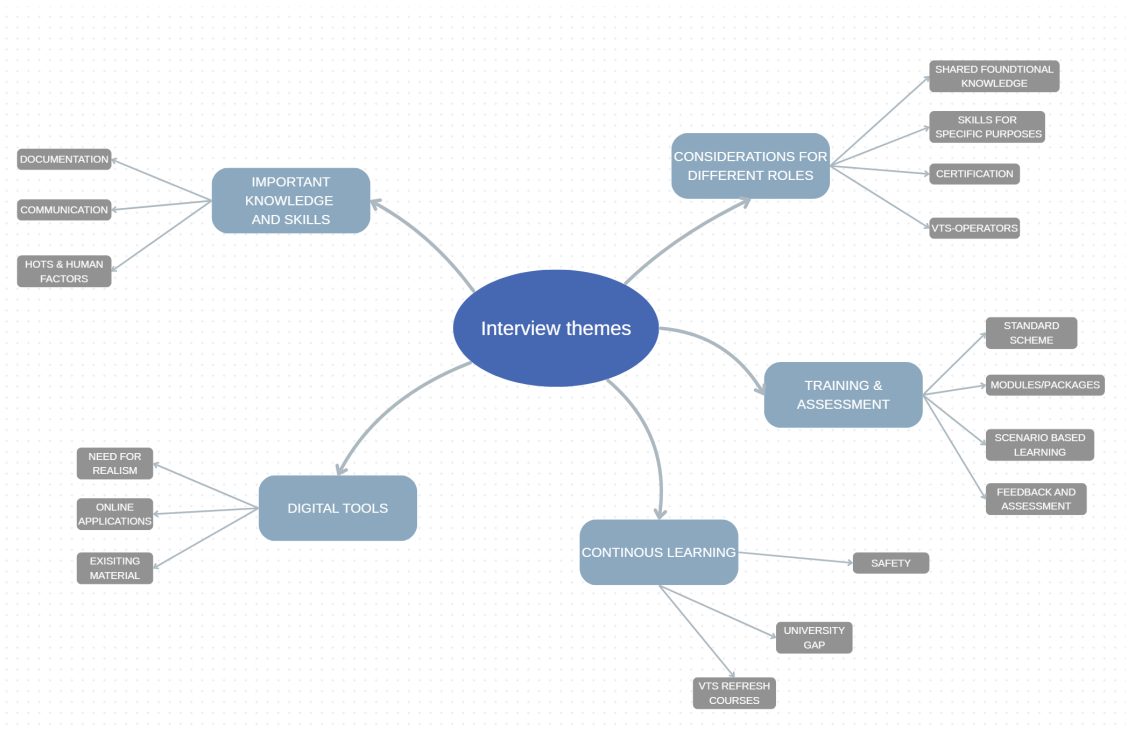 Interview themes
IMPORTANT
KNOWLEDGE
AND SKILLS
DOCUMENTATION
COMMUNICATION
HOTS & HUMAN
FACTORS
CONSIDERATIONS FOR
DIFFERENT ROLES
SHARED FOUNDTIONAL
KNOWLEDGE
SKILLS FOR
SPECIFIC PURPOSES
CERTIFICATION
VTS-OPERATORS
TRAINING &
ASSESSMENT
STANDARD
SCHEME
MODULES/PACKAGES
SCENARIO BASED
LEARNING
FEEDBACK AND
ASSESSMENT
CONTINOUS LEARNING
SAFETY
UNIVERSITY
GAP
VTS REFRESH
COURSES
DIGITAL TOOLS
NEED FOR
REALISM
ONLINE
APPLICATIONS
EXISITING
MATERIAL